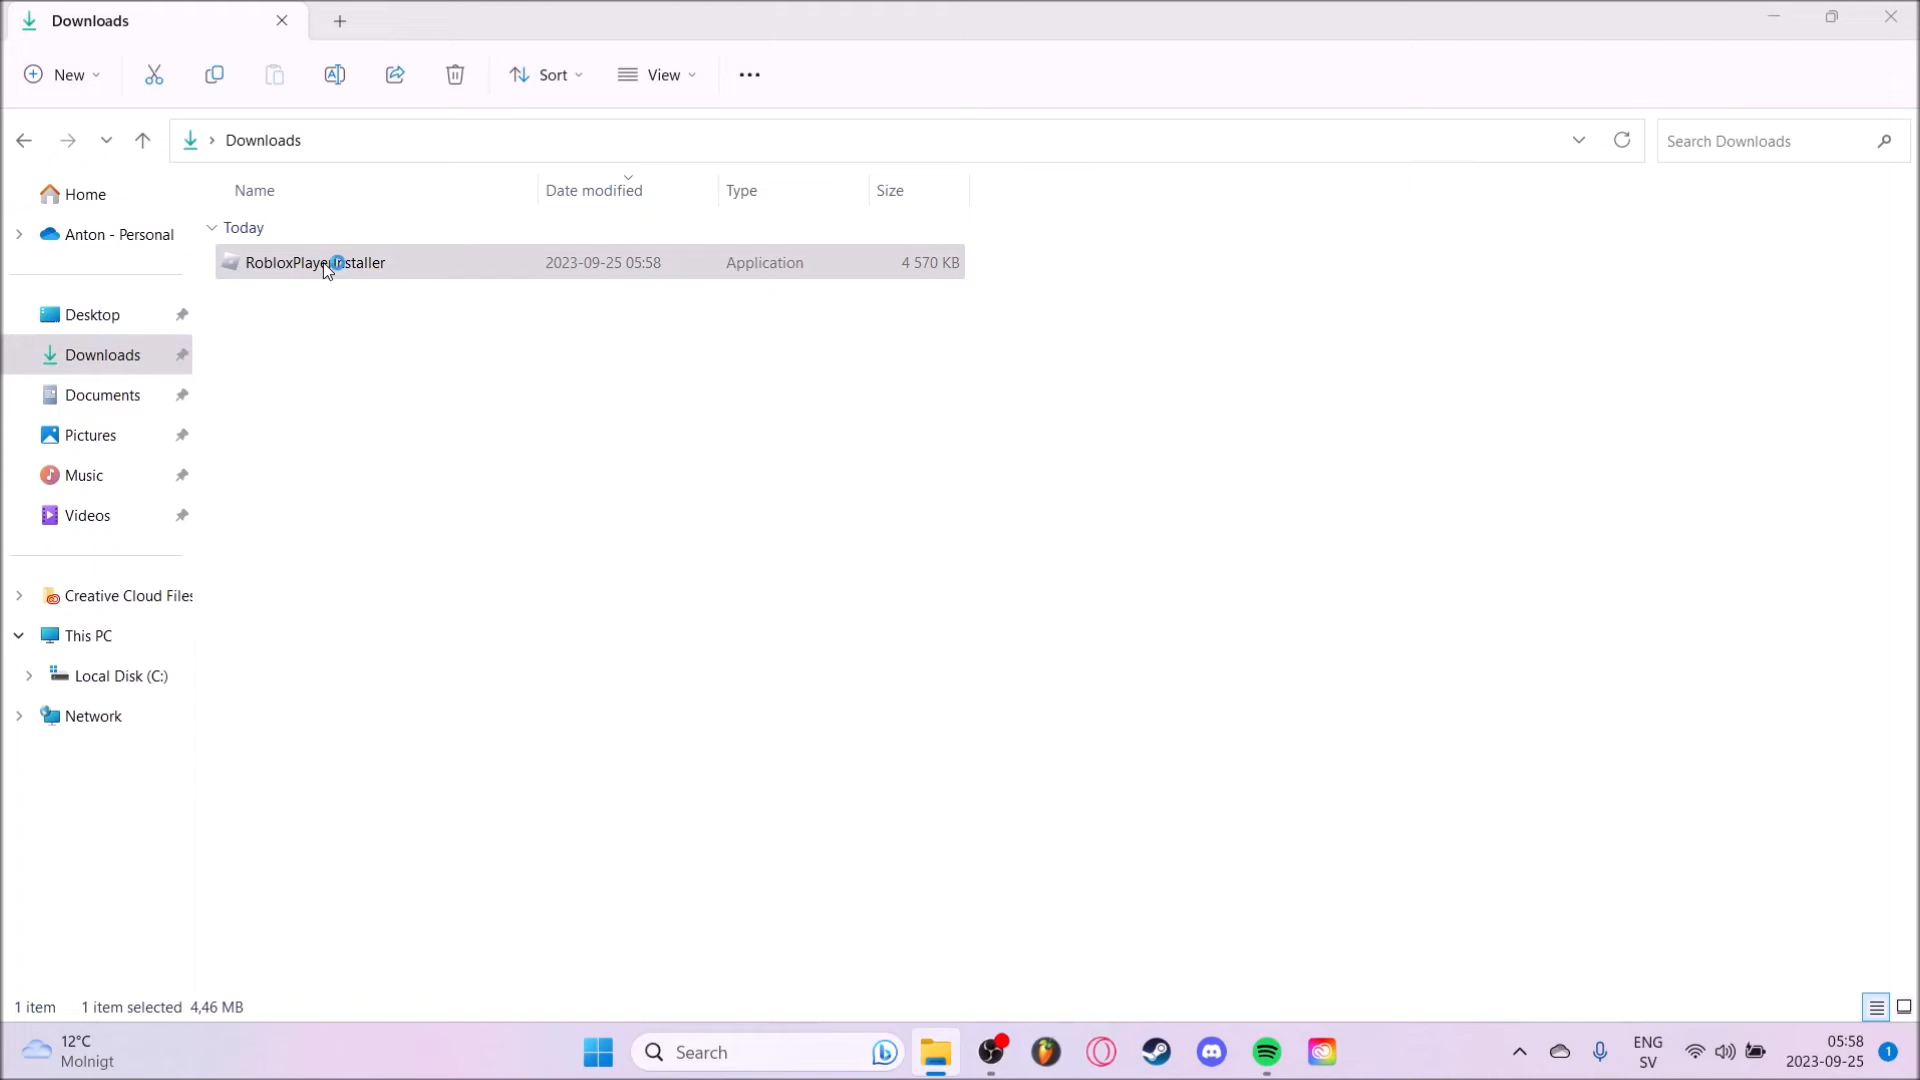 Downloads
New
Sort
View
Downloads
Search Downloads
Name
Date modified
Type
Size
Home
Anton - Personal
Desktop
Downloads
Documents
Pictures
Music
Videos
Creative Cloud Files
This PC
Local Disk (C:)
Network
Today
RobloxPlayerInstaller
2023-09-25 05:58
Application
4 570 KB
1 item
1 item selected 4,46 MB
12°C
Molnigt
Search
ENG
SV
05:58
2023-09-25
1